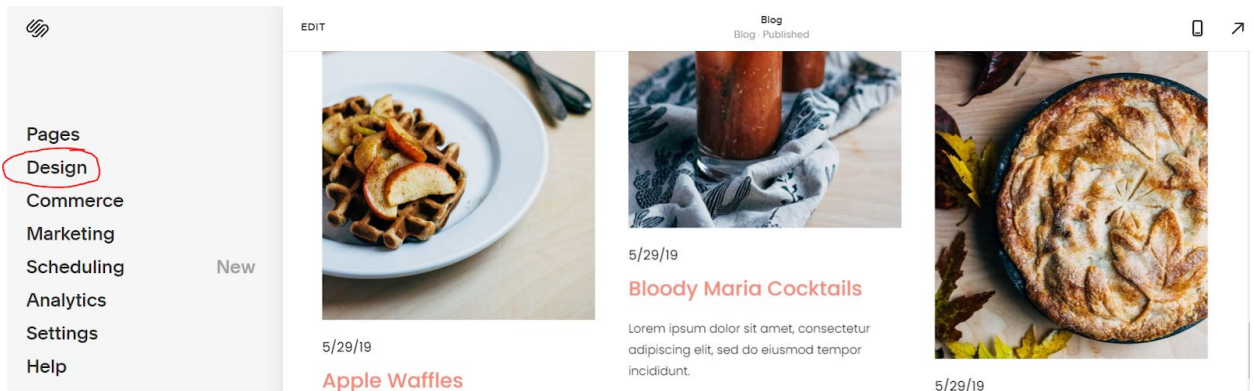 EDIT
Blog
Blog · Published
Pages
Design
Commerce
Marketing
Scheduling New
Analytics
Settings
Help
5/29/19
Apple Waffles
5/29/19
Bloody Maria Cocktails
Lorem ipsum dolor sit amet, consectetur
adipiscing elit, sed do eiusmod tempor
incididunt.
5/29/19